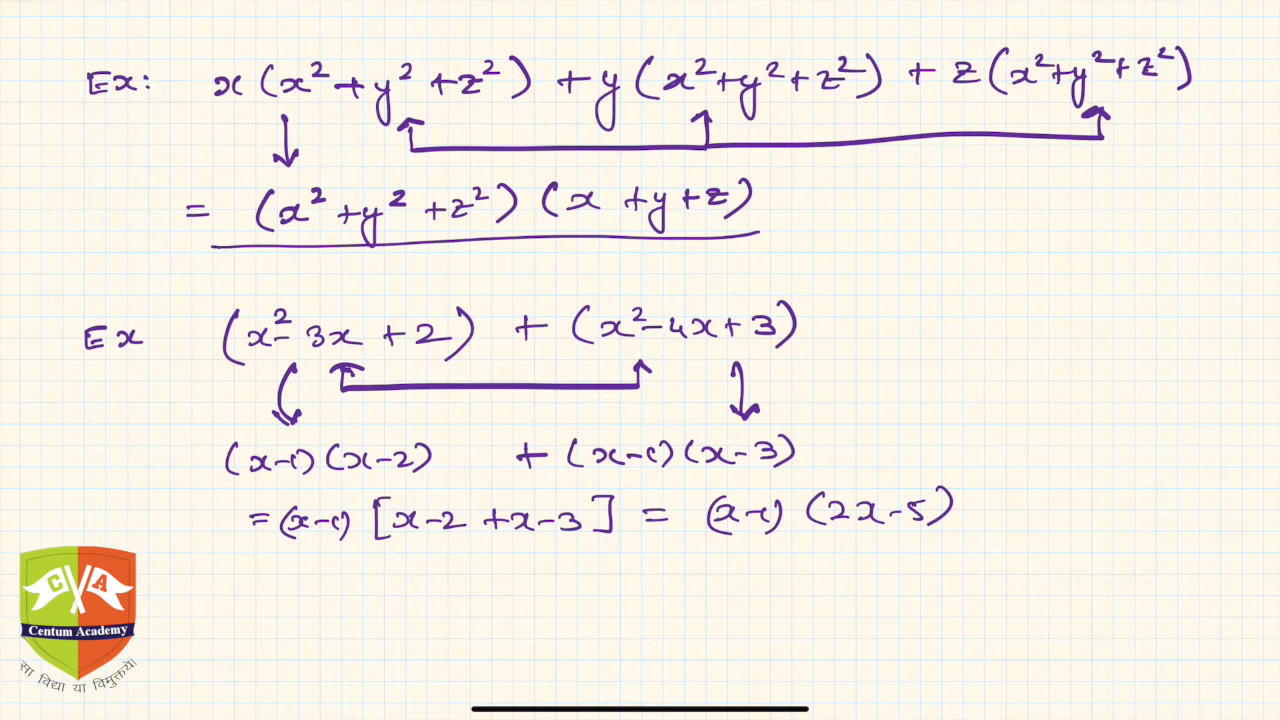 Ex: x(x²+y²+z²) +y(x²+y²+z²) + z(x²+y²+z²)
= (x²+y²+z²)(x +y+z)
Ex (x²-3x+2) + (x²-4x+3)
(x-1)(x-2) + (x-1)(x-3)
= (x-1) [x-2 +x-3] = (x-1) (2x-5)
C A
Centum Academy
सा विद्या या विमुक्तये।